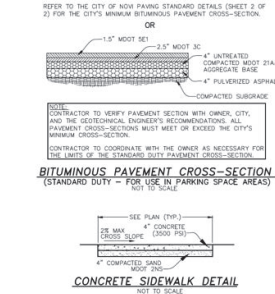 REFER TO THE CITY OF NOVI PAVING STANDARD DETAILS (SHEET 2 OF
2) FOR THE CITY'S MINIMUM BITUMINOUS PAVEMENT CROSS-SECTION.
OR
1.5" MDOT 5E1
2.5" MDOT 3C
4" UNTREATED
COMPACTED MDOT 21AA
AGGREGATE BASE
4" PULVERIZED ASPHAL
COMPACTED SUBGRADE
NOTE:
CONTRACTOR TO VERIFY PAVEMENT SECTION WITH OWNER, CITY,
AND THE GEOTECHNICAL ENGINEER'S RECOMMENDATIONS. ALL
PAVEMENT CROSS-SECTIONS MUST MEET OR EXCEED THE CITY'S
MINIMUM CROSS-SECTION.
CONTRACTOR TO COORDINATE WITH THE OWNER AS NECESSARY FOR
THE LIMITS OF THE STANDARD DUTY PAVEMENT CROSS-SECTION.
BITUMINOUS PAVEMENT CROSS-SECTION
(STANDARD DUTY - FOR USE IN PARKING SPACE AREAS)
NOT TO SCALE
SEE PLAN (TYP.)
2% MAX
CROSS SLOPE
4" CONCRETE
(3500 PSI)
4" COMPACTED SAND
MDOT 2NS
CONCRETE SIDEWALK DETAIL
NOT TO SCALE